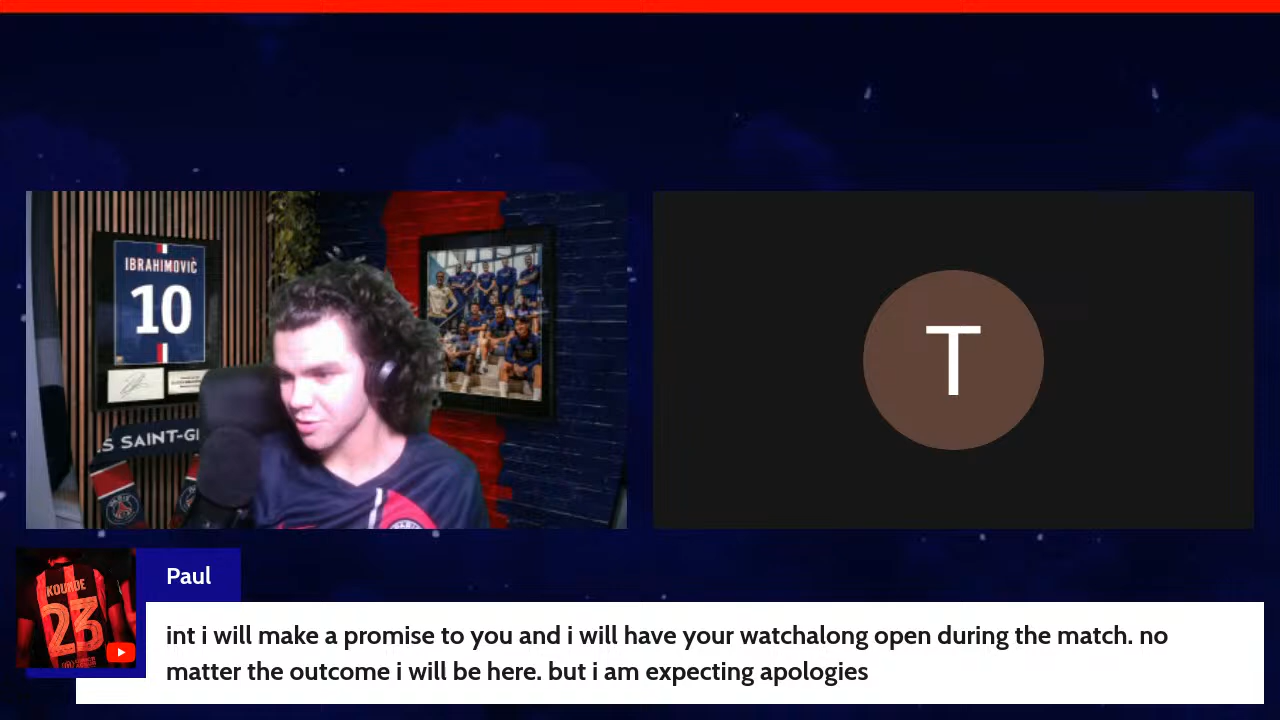 IBRAHIMOVIĆ
10
S SAINT-GE
T
KOUNDE
23
Paul
int i will make a promise to you and i will have your watchalong open during the match. no
matter the outcome i will be here. but i am expecting apologies